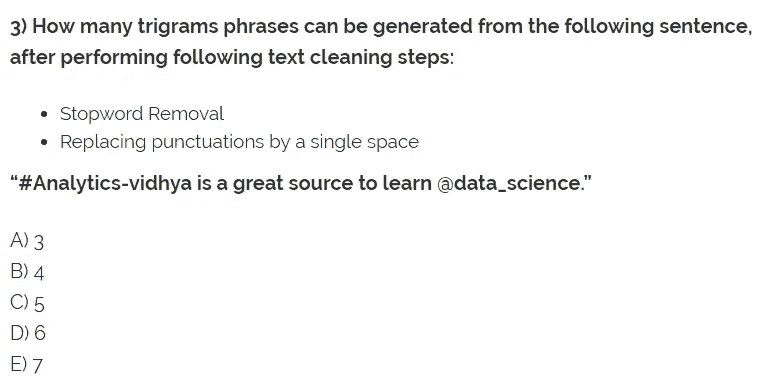 3) How many trigrams phrases can be generated from the following sentence,
after performing following text cleaning steps:
• Stopword Removal
• Replacing punctuations by a single space
“#Analytics-vidhya is a great source to learn @data_science.”
A) 3
B) 4
C) 5
D) 6
E) 7